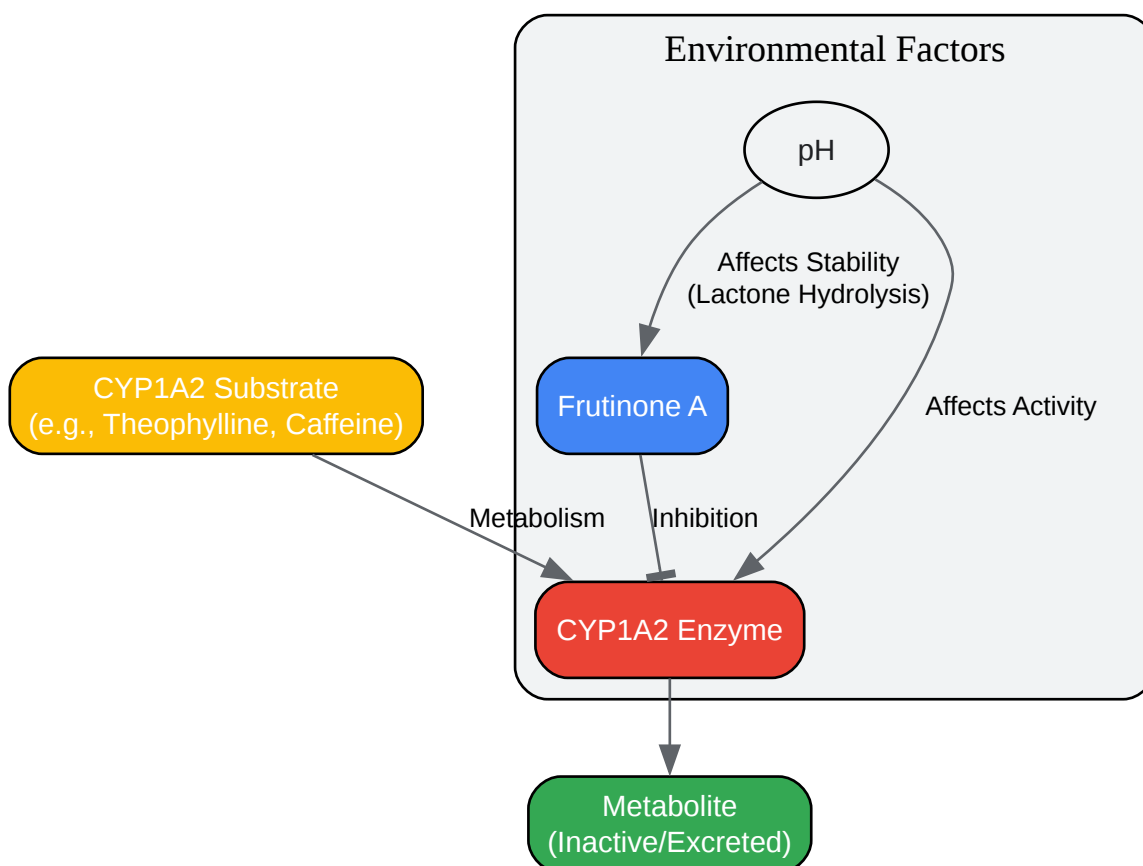 Environmental Factors
pH
Affects Stability
(Lactone Hydrolysis)
CYP1A2 Substrate
(e.g., Theophylline, Caffeine)
Frutinone A
Affects Activity
Metabolism
Inhibition
CYP1A2 Enzyme
Metabolite
(Inactive/Excreted)